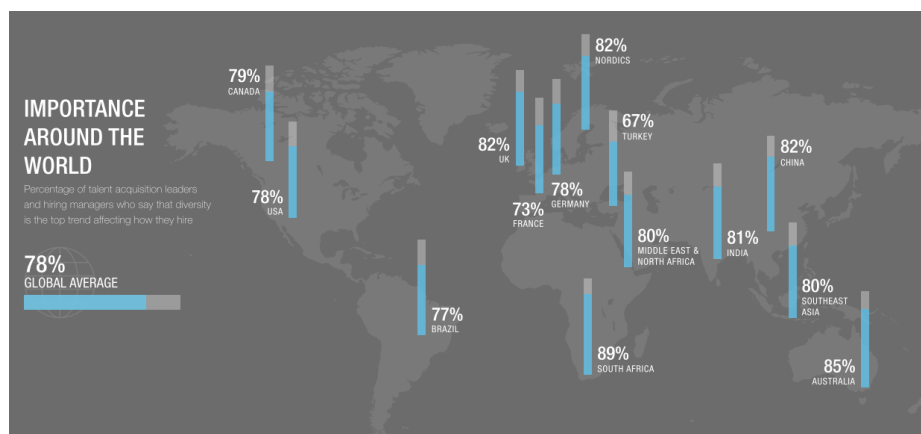 IMPORTANCE
AROUND THE
WORLD
Percentage of talent acquisition leaders
and hiring managers who say that diversity
is the top trend affecting how they hire
78%
GLOBAL AVERAGE
79%
CANADA
78%
USA
77%
BRAZIL
82%
UK
73%
FRANCE
78%
GERMANY
82%
NORDICS
67%
TURKEY
80%
MIDDLE EAST &
NORTH AFRICA
89%
SOUTH AFRICA
81%
INDIA
82%
CHINA
80%
SOUTHEAST
ASIA
85%
AUSTRALIA